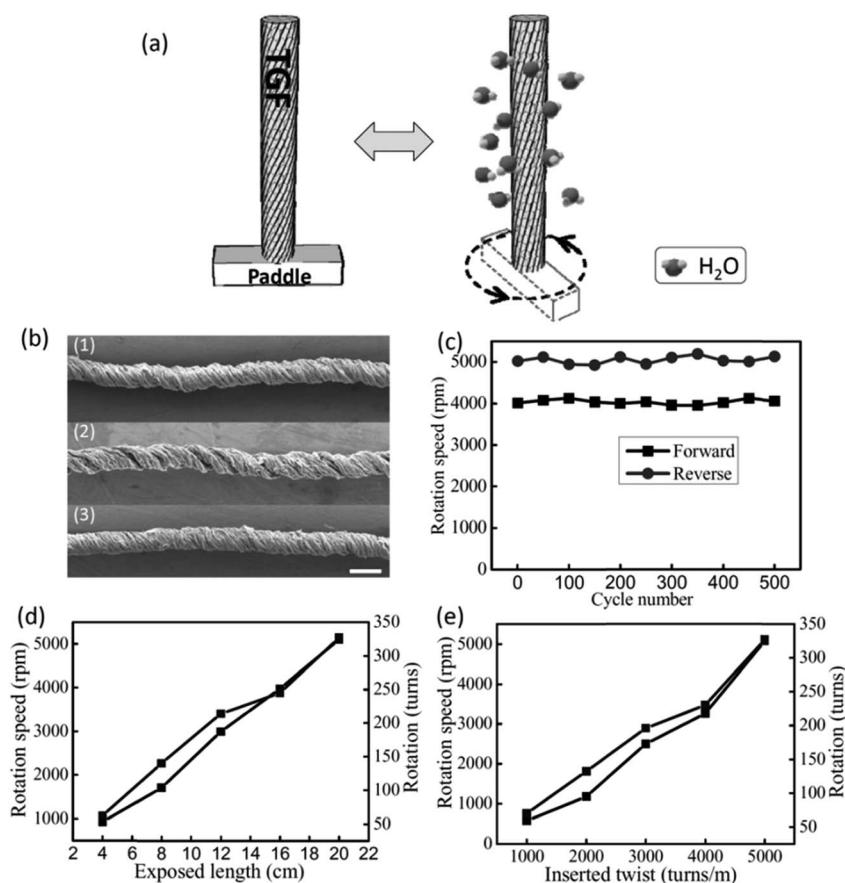 (a)
TGF
Paddle
H₂O
(b)
(1)
(2)
(3)
(c)
Rotation speed (rpm)
5000
4000
3000
2000
1000
0
Forward
Reverse
0 100 200 300 400 500
Cycle number
(d)
Rotation speed (rpm)
5000
4000
3000
2000
1000
350
300
250
200
150
100
50
Rotation (turns)
2 4 6 8 10 12 14 16 18 20 22
Exposed length (cm)
(e)
Rotation speed (rpm)
5000
4000
3000
2000
1000
0
350
300
250
200
150
100
50
Rotation (turns)
1000 2000 3000 4000 5000
Inserted twist (turns/m)